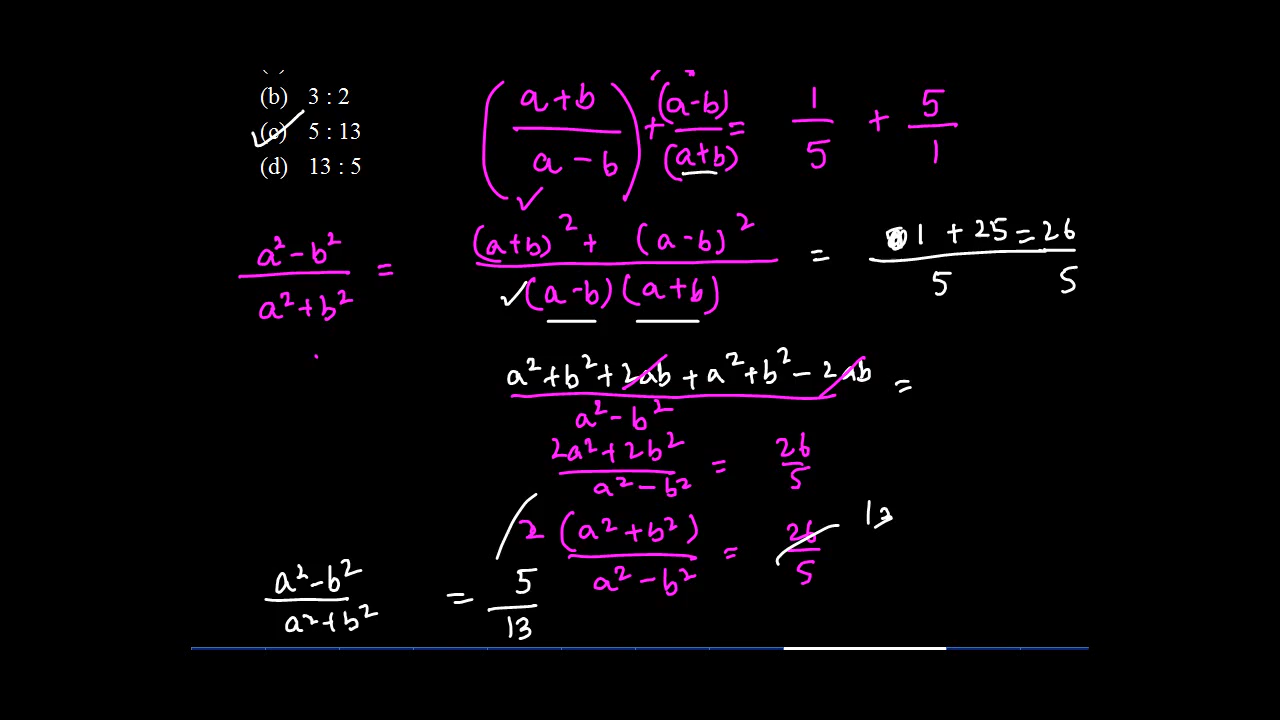 (b) 3 : 2
(c) 5 : 13
(d) 13 : 5
(a+b / a−b) + (a−b)/(a+b) = 1/5 + 5/1
a²−b² / a²+b² = (a+b)² + (a−b)² / (a−b)(a+b) = 1 + 25 = 26 / 5 5
a²+b²+2ab + a²+b²−2ab / a²−b² =
2a²+2b² / a²−b² = 26/5
2 (a²+b²) / a²−b² = 26/5 13
a²−b² / a²+b² = 5/13